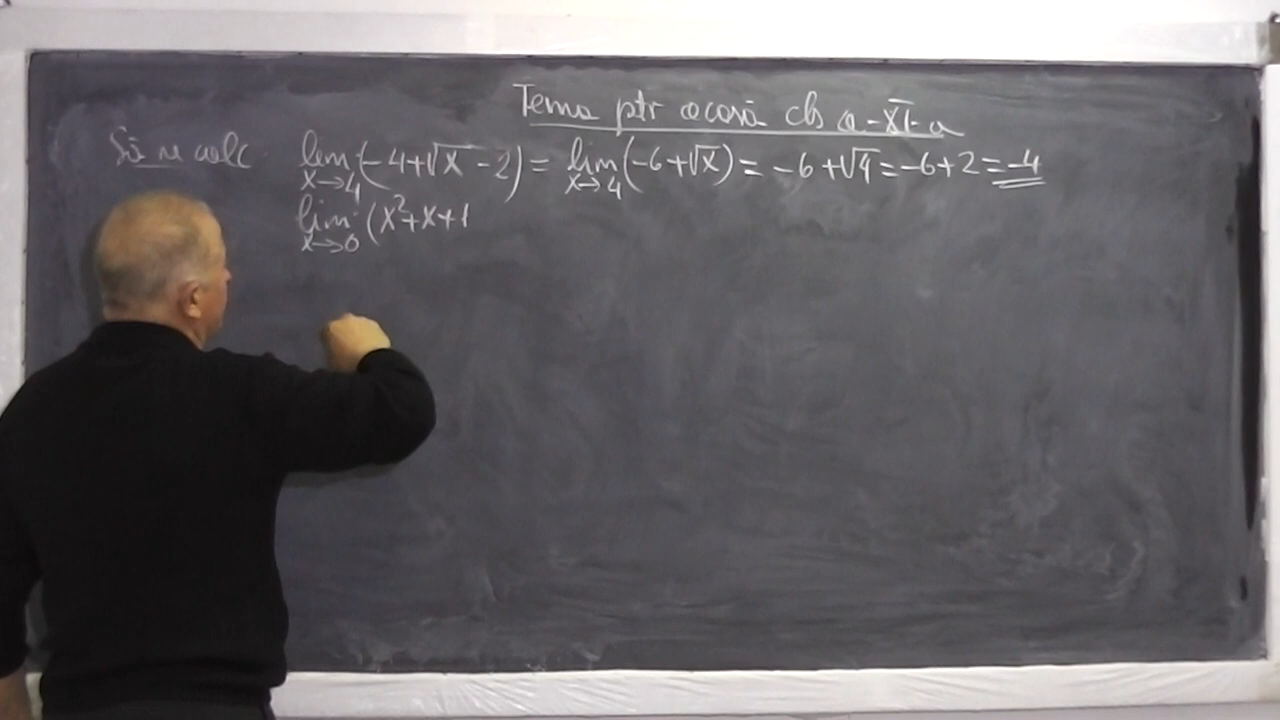 Temă ptr acasă cls a-XI-a
Să se calc lim x→4 (-4+√x -2) = lim x→4 (-6+√x) = -6+√4 = -6+2 = -4
lim x→0 (x²+x+1